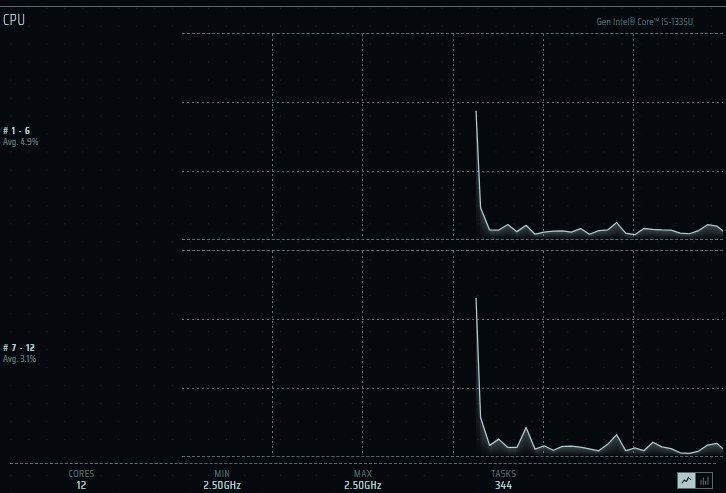 CPU
Gen Intel® Core™ i5-1335U
# 1 - 6
Avg. 4.9%
# 7 - 12
Avg. 3.1%
CORES MIN MAX TASKS
12 2.50GHz 2.50GHz 344